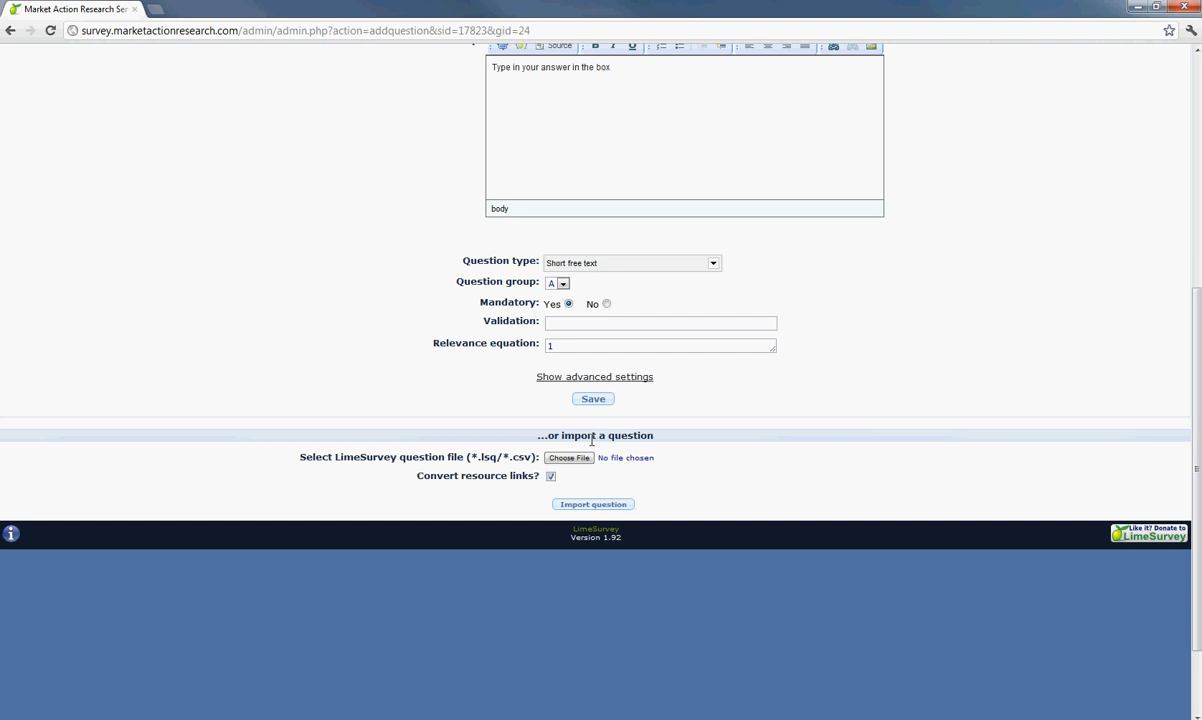 Market Action Research Ser
survey.marketactionresearch.com/admin/admin.php?action=addquestion&sid=17823&gid=24
Source B I U
Type in your answer in the box
body
Question type: Short free text
Question group: A
Mandatory: Yes No
Validation:
Relevance equation: 1
Show advanced settings
Save
...or import a question
Select LimeSurvey question file (*.lsq/*.csv): Choose File No file chosen
Convert resource links?
Import question
LimeSurvey
Version 1.92
Like it? Donate to
LimeSurvey